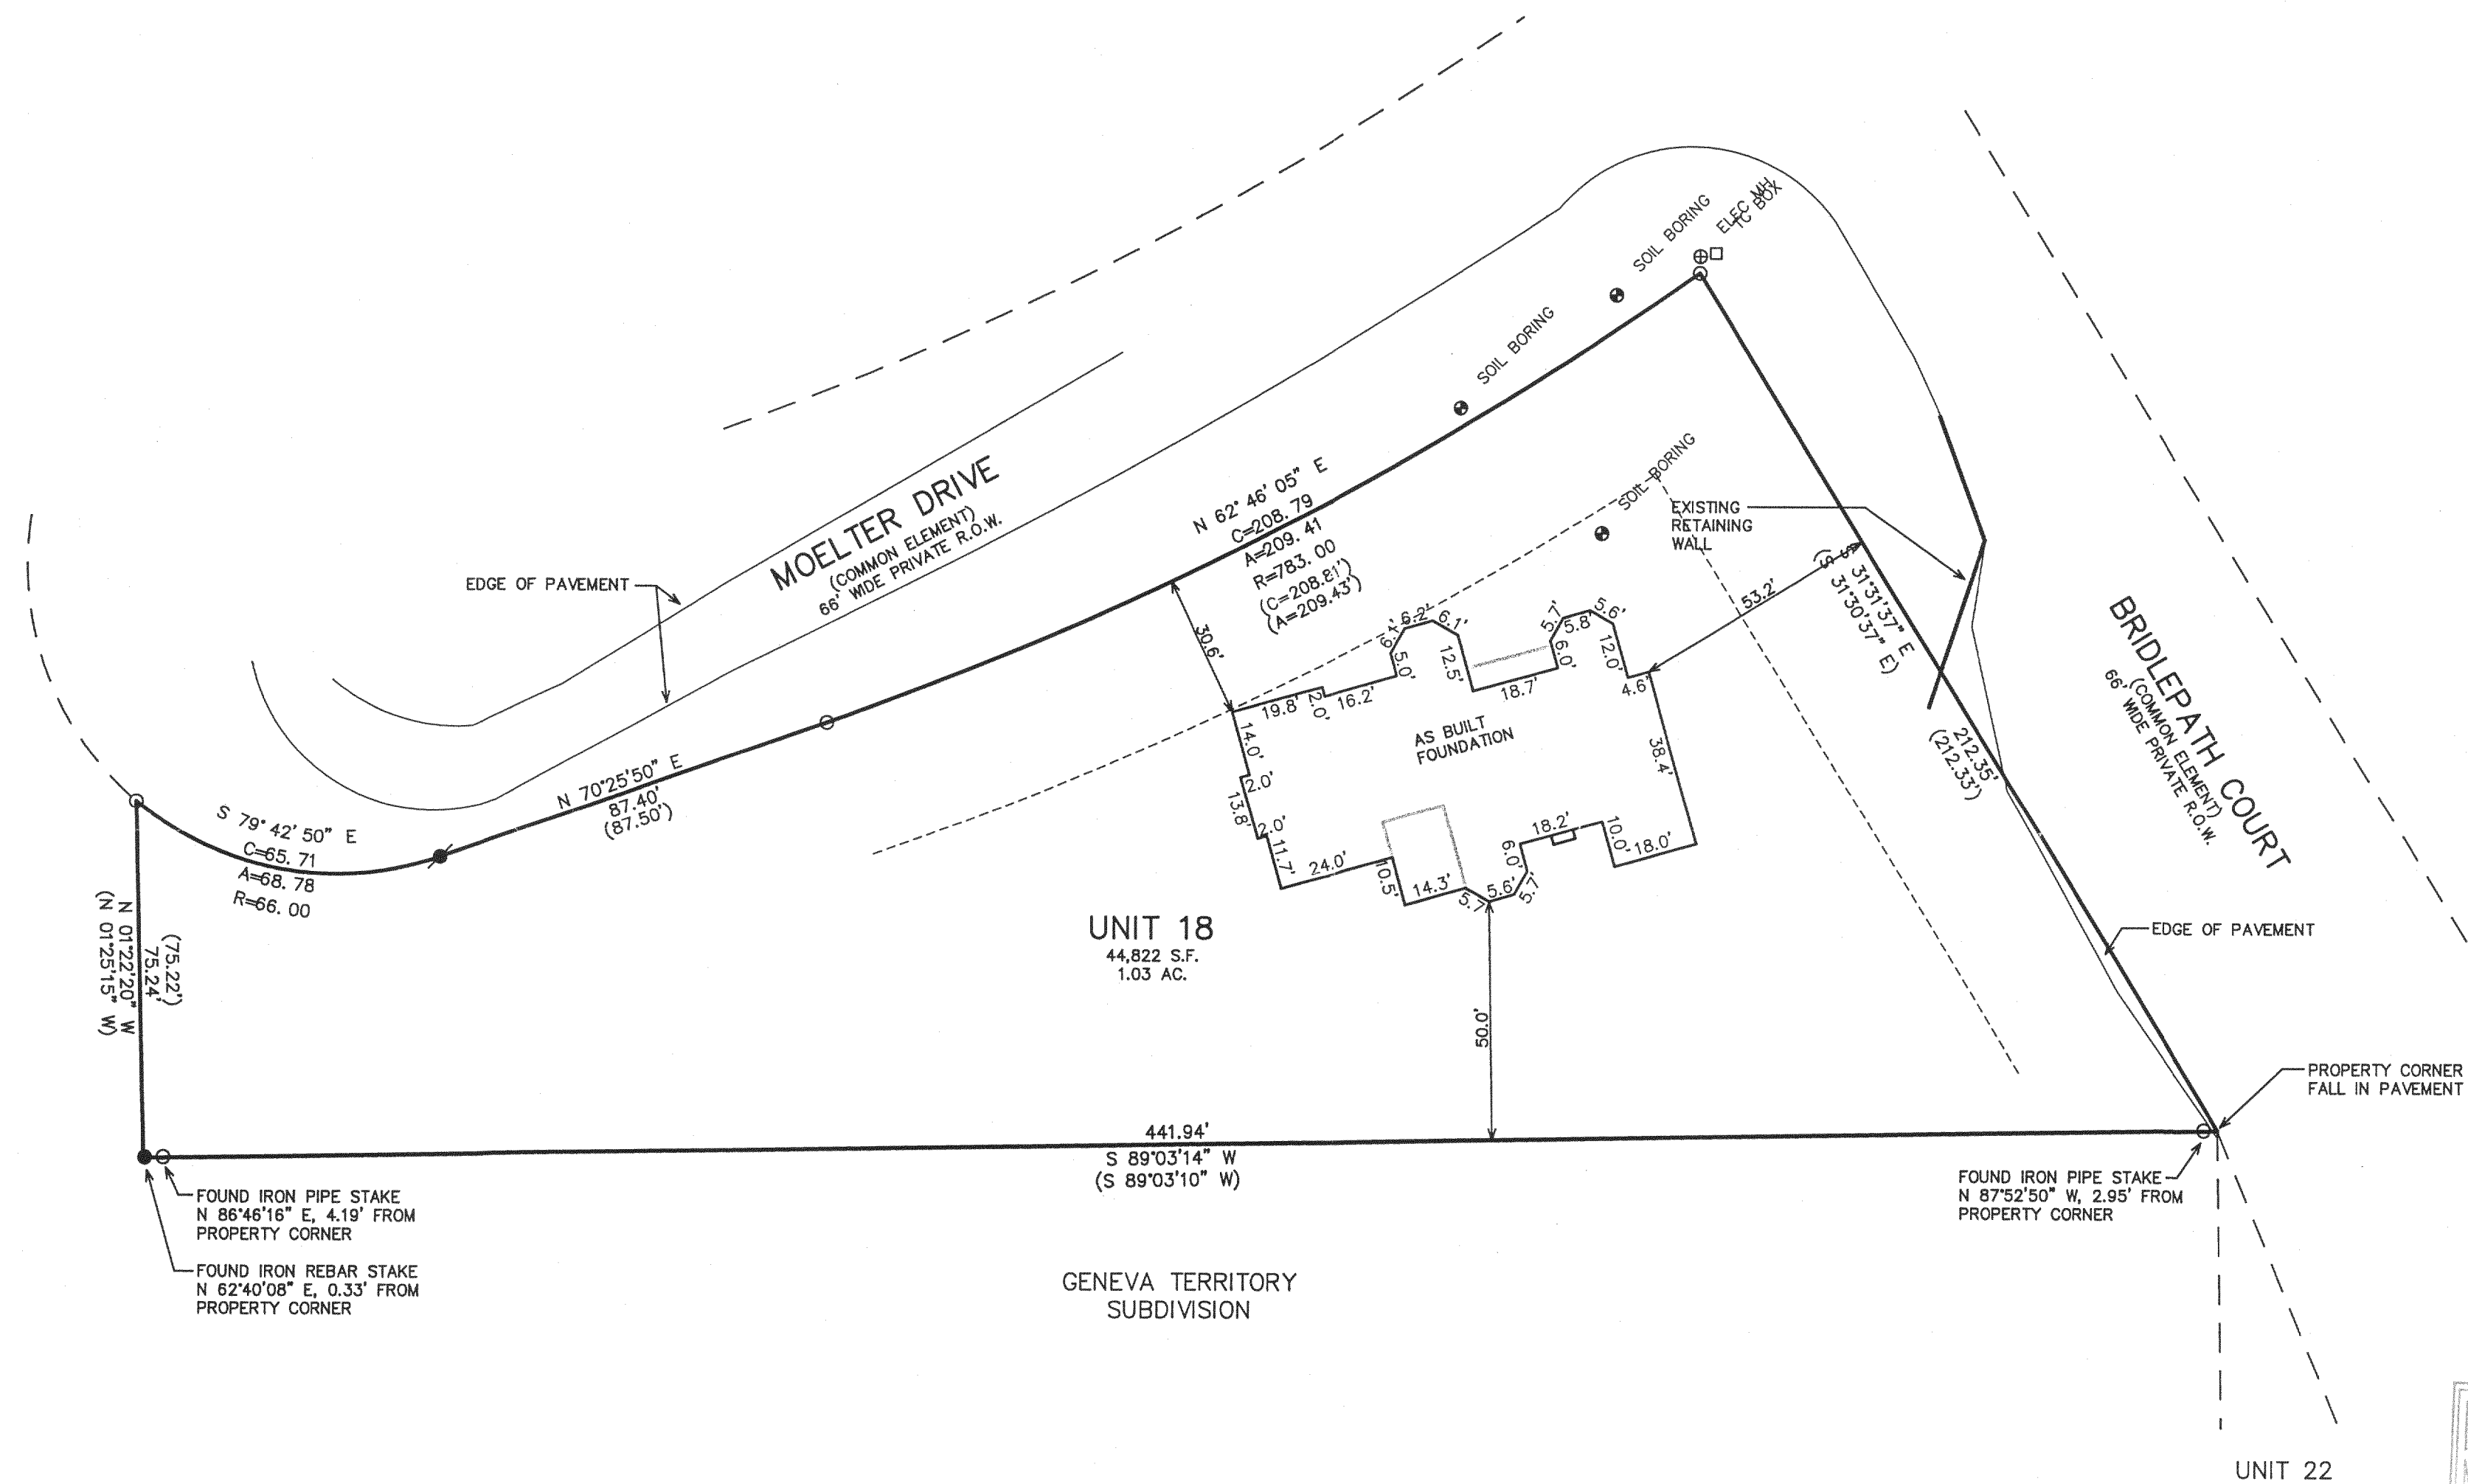 ELEC MH
TC BOX
SOIL BORING
SOIL BORING
SOIL BORING
EXISTING
RETAINING
WALL
MOELTER DRIVE
(COMMON ELEMENT)
66' WIDE PRIVATE R.O.W.
EDGE OF PAVEMENT
N 62° 46' 05" E
C=208. 79
A=209. 41
R=783. 00
(C=208.81')
(A=209.43')
53.2'
S 31°31'37" E
(S 31°30'37" E)
212.35'
(212.33')
BRIDLEPATH COURT
(COMMON ELEMENT)
66' WIDE PRIVATE R.O.W.
30.6'
6.1'
6.2'
6.1'
5.0'
12.5'
18.7'
6.0'
5.7'
5.8'
5.6'
12.0'
4.6'
19.8'
2.0'
16.2'
14.0'
2.0'
13.8'
2.0'
11.7'
24.0'
10.5'
14.3'
5.7'
5.6'
5.7'
6.0'
18.2'
10.0'
18.0'
38.4'
AS BUILT
FOUNDATION
N 70°25'50" E
87.40'
(87.50')
S 79° 42' 50" E
C=65. 71
A=68. 78
R=66. 00
(75.22')
75.24'
N 01°22'20" W
(N 01°25'15" W)
UNIT 18
44,822 S.F.
1.03 AC.
50.0'
EDGE OF PAVEMENT
PROPERTY CORNER
FALL IN PAVEMENT
441.94'
S 89°03'14" W
(S 89°03'10" W)
FOUND IRON PIPE STAKE
N 86°46'16" E, 4.19' FROM
PROPERTY CORNER
FOUND IRON REBAR STAKE
N 62°40'08" E, 0.33' FROM
PROPERTY CORNER
FOUND IRON PIPE STAKE
N 87°52'50" W, 2.95' FROM
PROPERTY CORNER
GENEVA TERRITORY
SUBDIVISION
UNIT 22